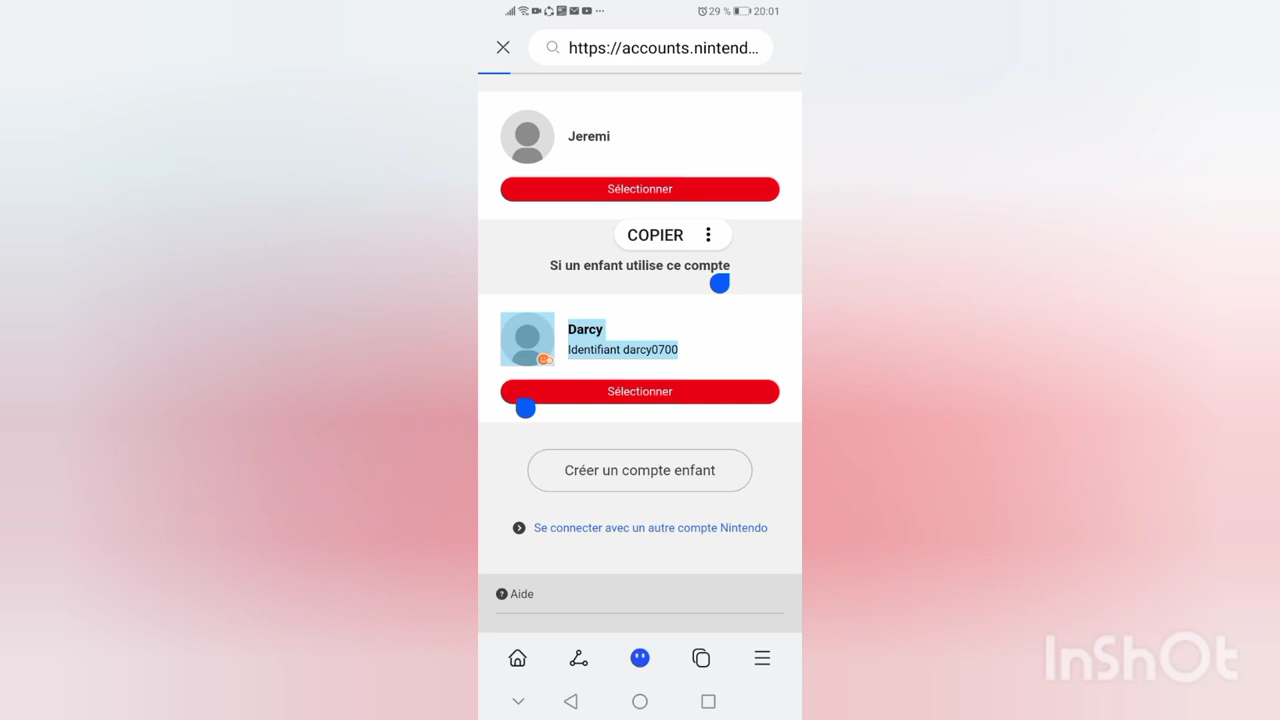 29 % 20:01
https://accounts.nintend...
Jeremi
Sélectionner
COPIER
Si un enfant utilise ce compte
Darcy
Identifiant darcy0700
Sélectionner
Créer un compte enfant
Se connecter avec un autre compte Nintendo
? Aide
InShOt